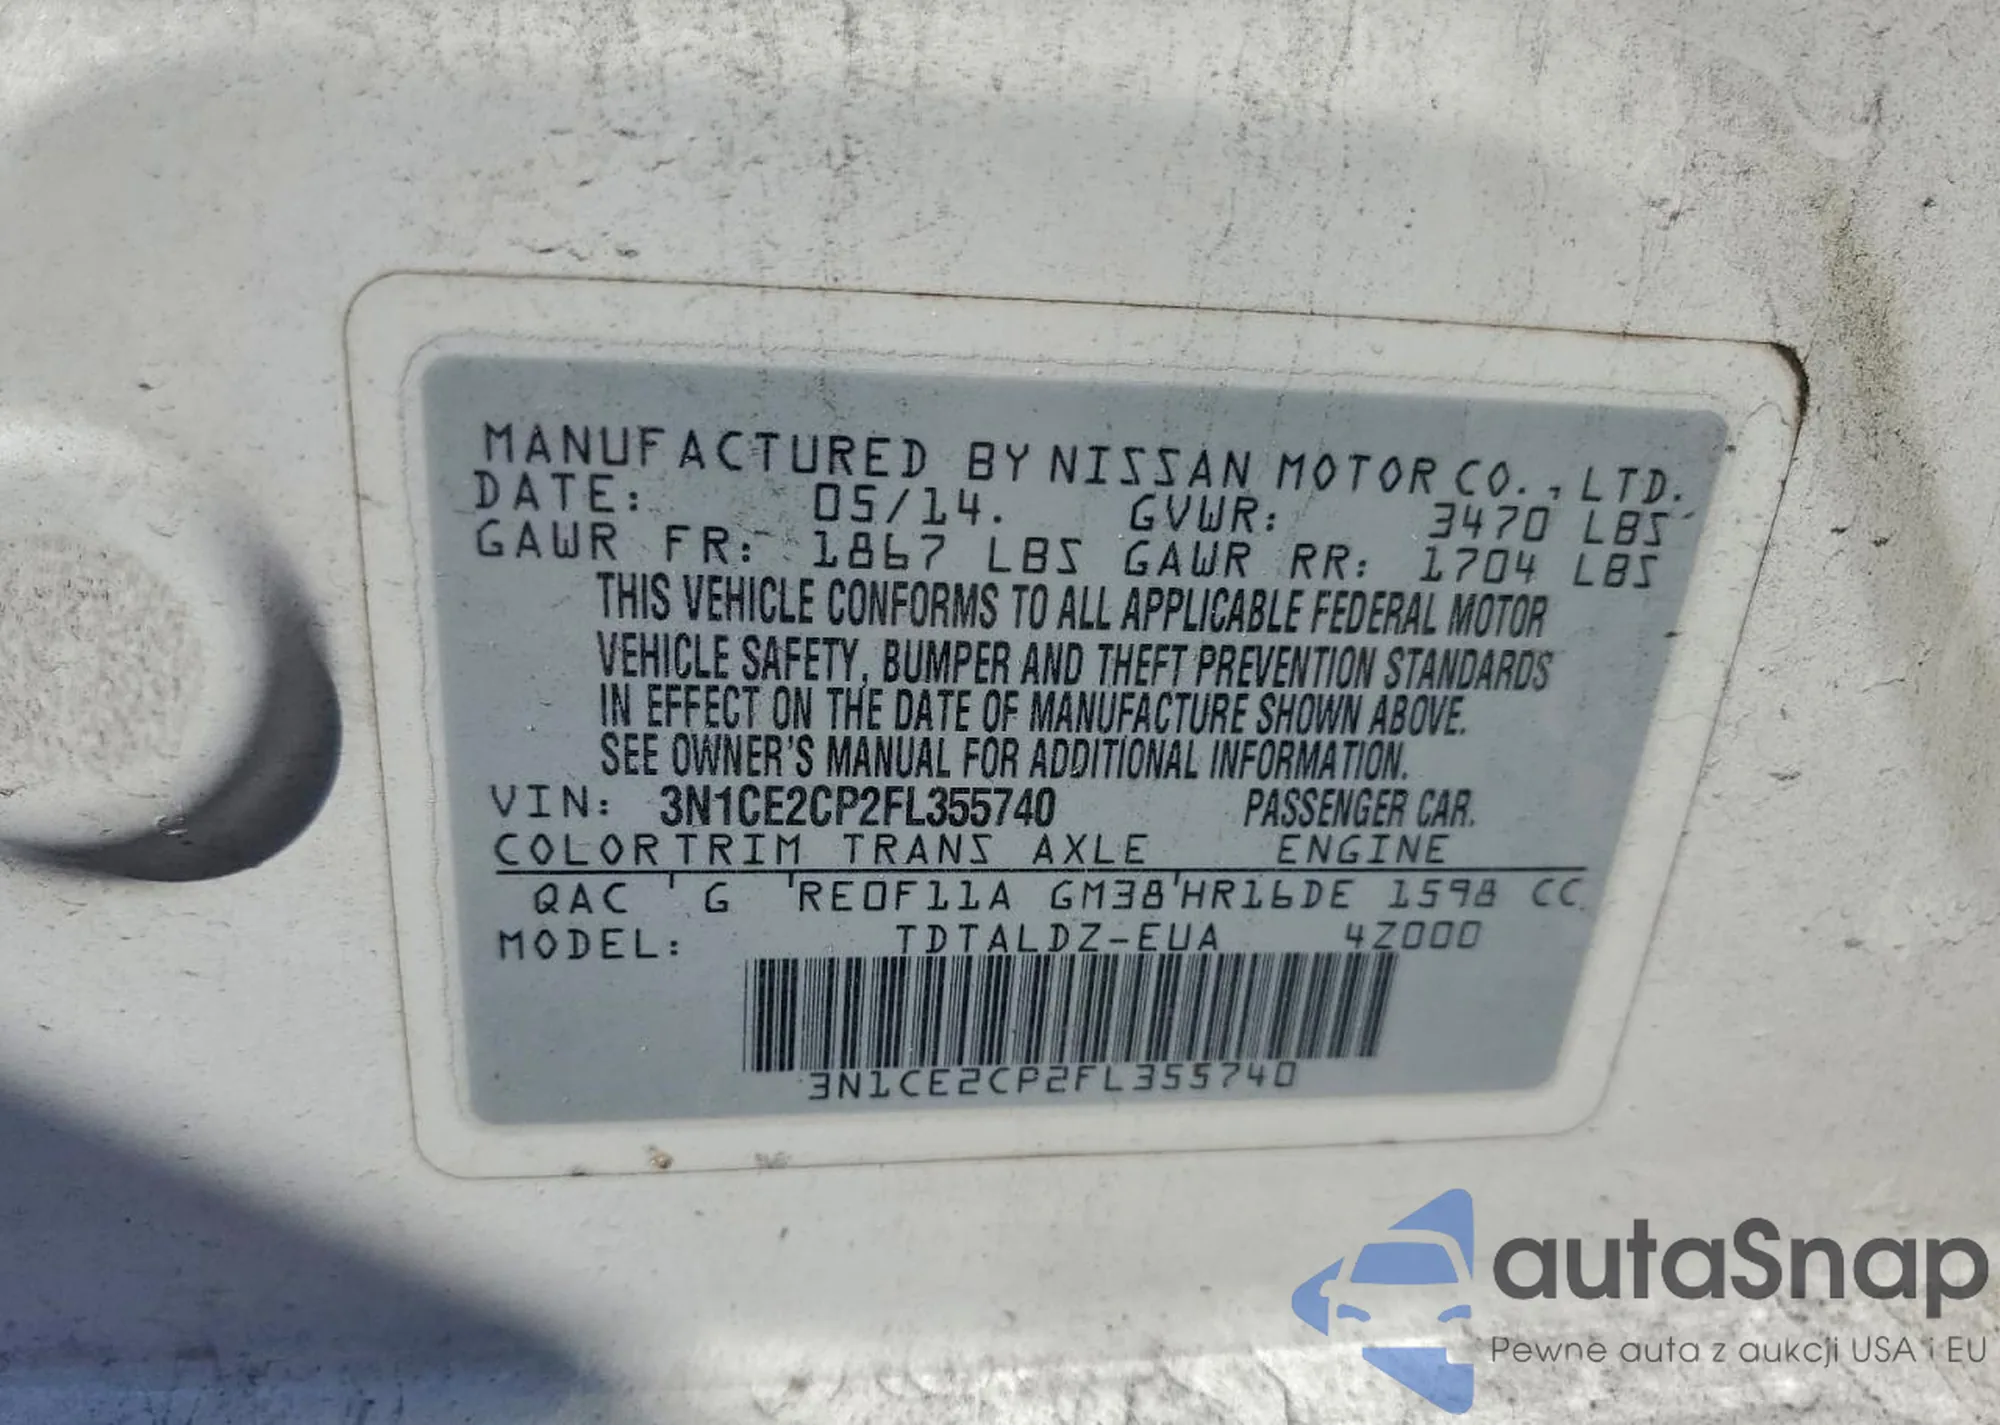 MANUFACTURED BY NISSAN MOTOR CO., LTD.
DATE: 05/14. GVWR: 3470 LBS
GAWR FR: 1867 LBS GAWR RR: 1704 LBS
THIS VEHICLE CONFORMS TO ALL APPLICABLE FEDERAL MOTOR
VEHICLE SAFETY, BUMPER AND THEFT PREVENTION STANDARDS
IN EFFECT ON THE DATE OF MANUFACTURE SHOWN ABOVE.
SEE OWNER'S MANUAL FOR ADDITIONAL INFORMATION.
VIN: 3N1CE2CP2FL355740 PASSENGER CAR.
COLOR TRIM TRANS AXLE ENGINE
QAC G RE0F11A GM38 HR16DE 1598 CC
MODEL: TDTALDZ-EUA 4Z000
3N1CE2CP2FL355740
autaSnap
Pewne auta z aukcji USA i EU